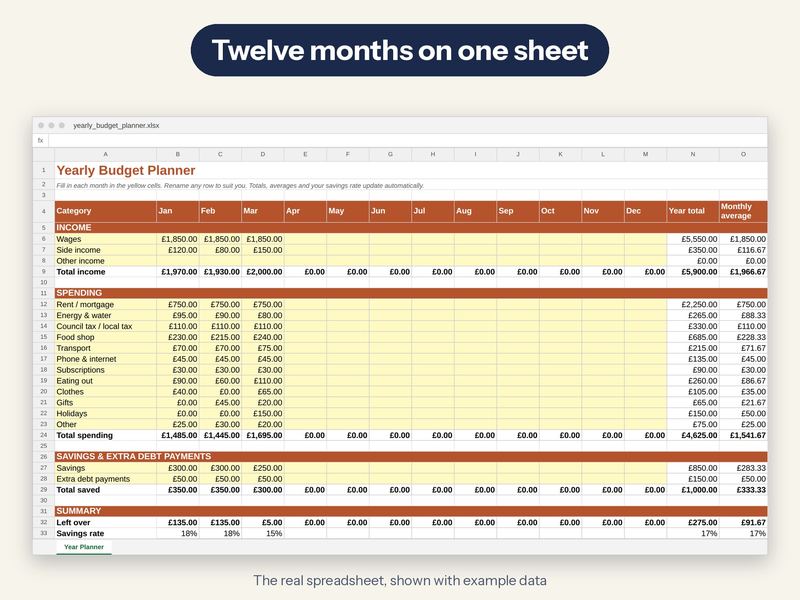 Twelve months on one sheet
yearly_budget_planner.xlsx
fx
A B C D E F G H I J K L M N O
1 Yearly Budget Planner
2 Fill in each month in the yellow cells. Rename any row to suit you. Totals, averages and your savings rate update automatically.
3
4 Category Jan Feb Mar Apr May Jun Jul Aug Sep Oct Nov Dec Year total Monthly average
5 INCOME
6 Wages £1,850.00 £1,850.00 £1,850.00 £5,550.00 £1,850.00
7 Side income £120.00 £80.00 £150.00 £350.00 £116.67
8 Other income £0.00 £0.00
9 Total income £1,970.00 £1,930.00 £2,000.00 £0.00 £0.00 £0.00 £0.00 £0.00 £0.00 £0.00 £0.00 £0.00 £5,900.00 £1,966.67
10
11 SPENDING
12 Rent / mortgage £750.00 £750.00 £750.00 £2,250.00 £750.00
13 Energy & water £95.00 £90.00 £80.00 £265.00 £88.33
14 Council tax / local tax £110.00 £110.00 £110.00 £330.00 £110.00
15 Food shop £230.00 £215.00 £240.00 £685.00 £228.33
16 Transport £70.00 £70.00 £75.00 £215.00 £71.67
17 Phone & internet £45.00 £45.00 £45.00 £135.00 £45.00
18 Subscriptions £30.00 £30.00 £30.00 £90.00 £30.00
19 Eating out £90.00 £60.00 £110.00 £260.00 £86.67
20 Clothes £40.00 £0.00 £65.00 £105.00 £35.00
21 Gifts £0.00 £45.00 £20.00 £65.00 £21.67
22 Holidays £0.00 £0.00 £150.00 £150.00 £50.00
23 Other £25.00 £30.00 £20.00 £75.00 £25.00
24 Total spending £1,485.00 £1,445.00 £1,695.00 £0.00 £0.00 £0.00 £0.00 £0.00 £0.00 £0.00 £0.00 £0.00 £4,625.00 £1,541.67
25
26 SAVINGS & EXTRA DEBT PAYMENTS
27 Savings £300.00 £300.00 £250.00 £850.00 £283.33
28 Extra debt payments £50.00 £50.00 £50.00 £150.00 £50.00
29 Total saved £350.00 £350.00 £300.00 £0.00 £0.00 £0.00 £0.00 £0.00 £0.00 £0.00 £0.00 £0.00 £1,000.00 £333.33
30
31 SUMMARY
32 Left over £135.00 £135.00 £5.00 £0.00 £0.00 £0.00 £0.00 £0.00 £0.00 £0.00 £0.00 £0.00 £275.00 £91.67
33 Savings rate 18% 18% 15% 17% 17%
Year Planner
The real spreadsheet, shown with example data